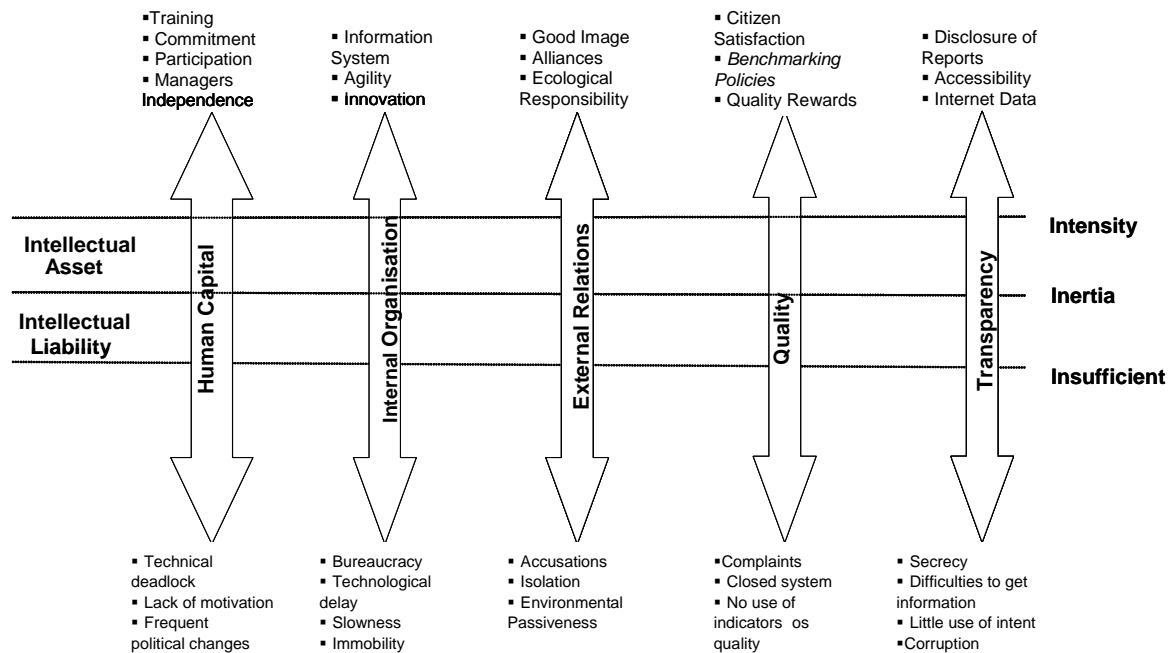 ▪Training
▪ Commitment
▪ Participation
▪ Managers
Independence
▪ Information
System
▪ Agility
▪ Innovation
▪ Good Image
▪ Alliances
▪ Ecological
Responsibility
▪ Citizen
Satisfaction
▪ Benchmarking
Policies
▪ Quality Rewards
▪ Disclosure of
Reports
▪ Accessibility
▪ Internet Data
Intellectual
Asset
Intellectual
Liability
Human Capital
Internal Organisation
External Relations
Quality
Transparency
Intensity
Inertia
Insufficient
▪ Technical
deadlock
▪ Lack of motivation
▪ Frequent
political changes
▪ Bureaucracy
▪ Technological
delay
▪ Slowness
▪ Immobility
▪ Accusations
▪ Isolation
▪ Environmental
Passiveness
▪Complaints
▪ Closed system
▪ No use of
indicators os
quality
▪ Secrecy
▪ Difficulties to get
information
▪ Little use of intent
▪Corruption